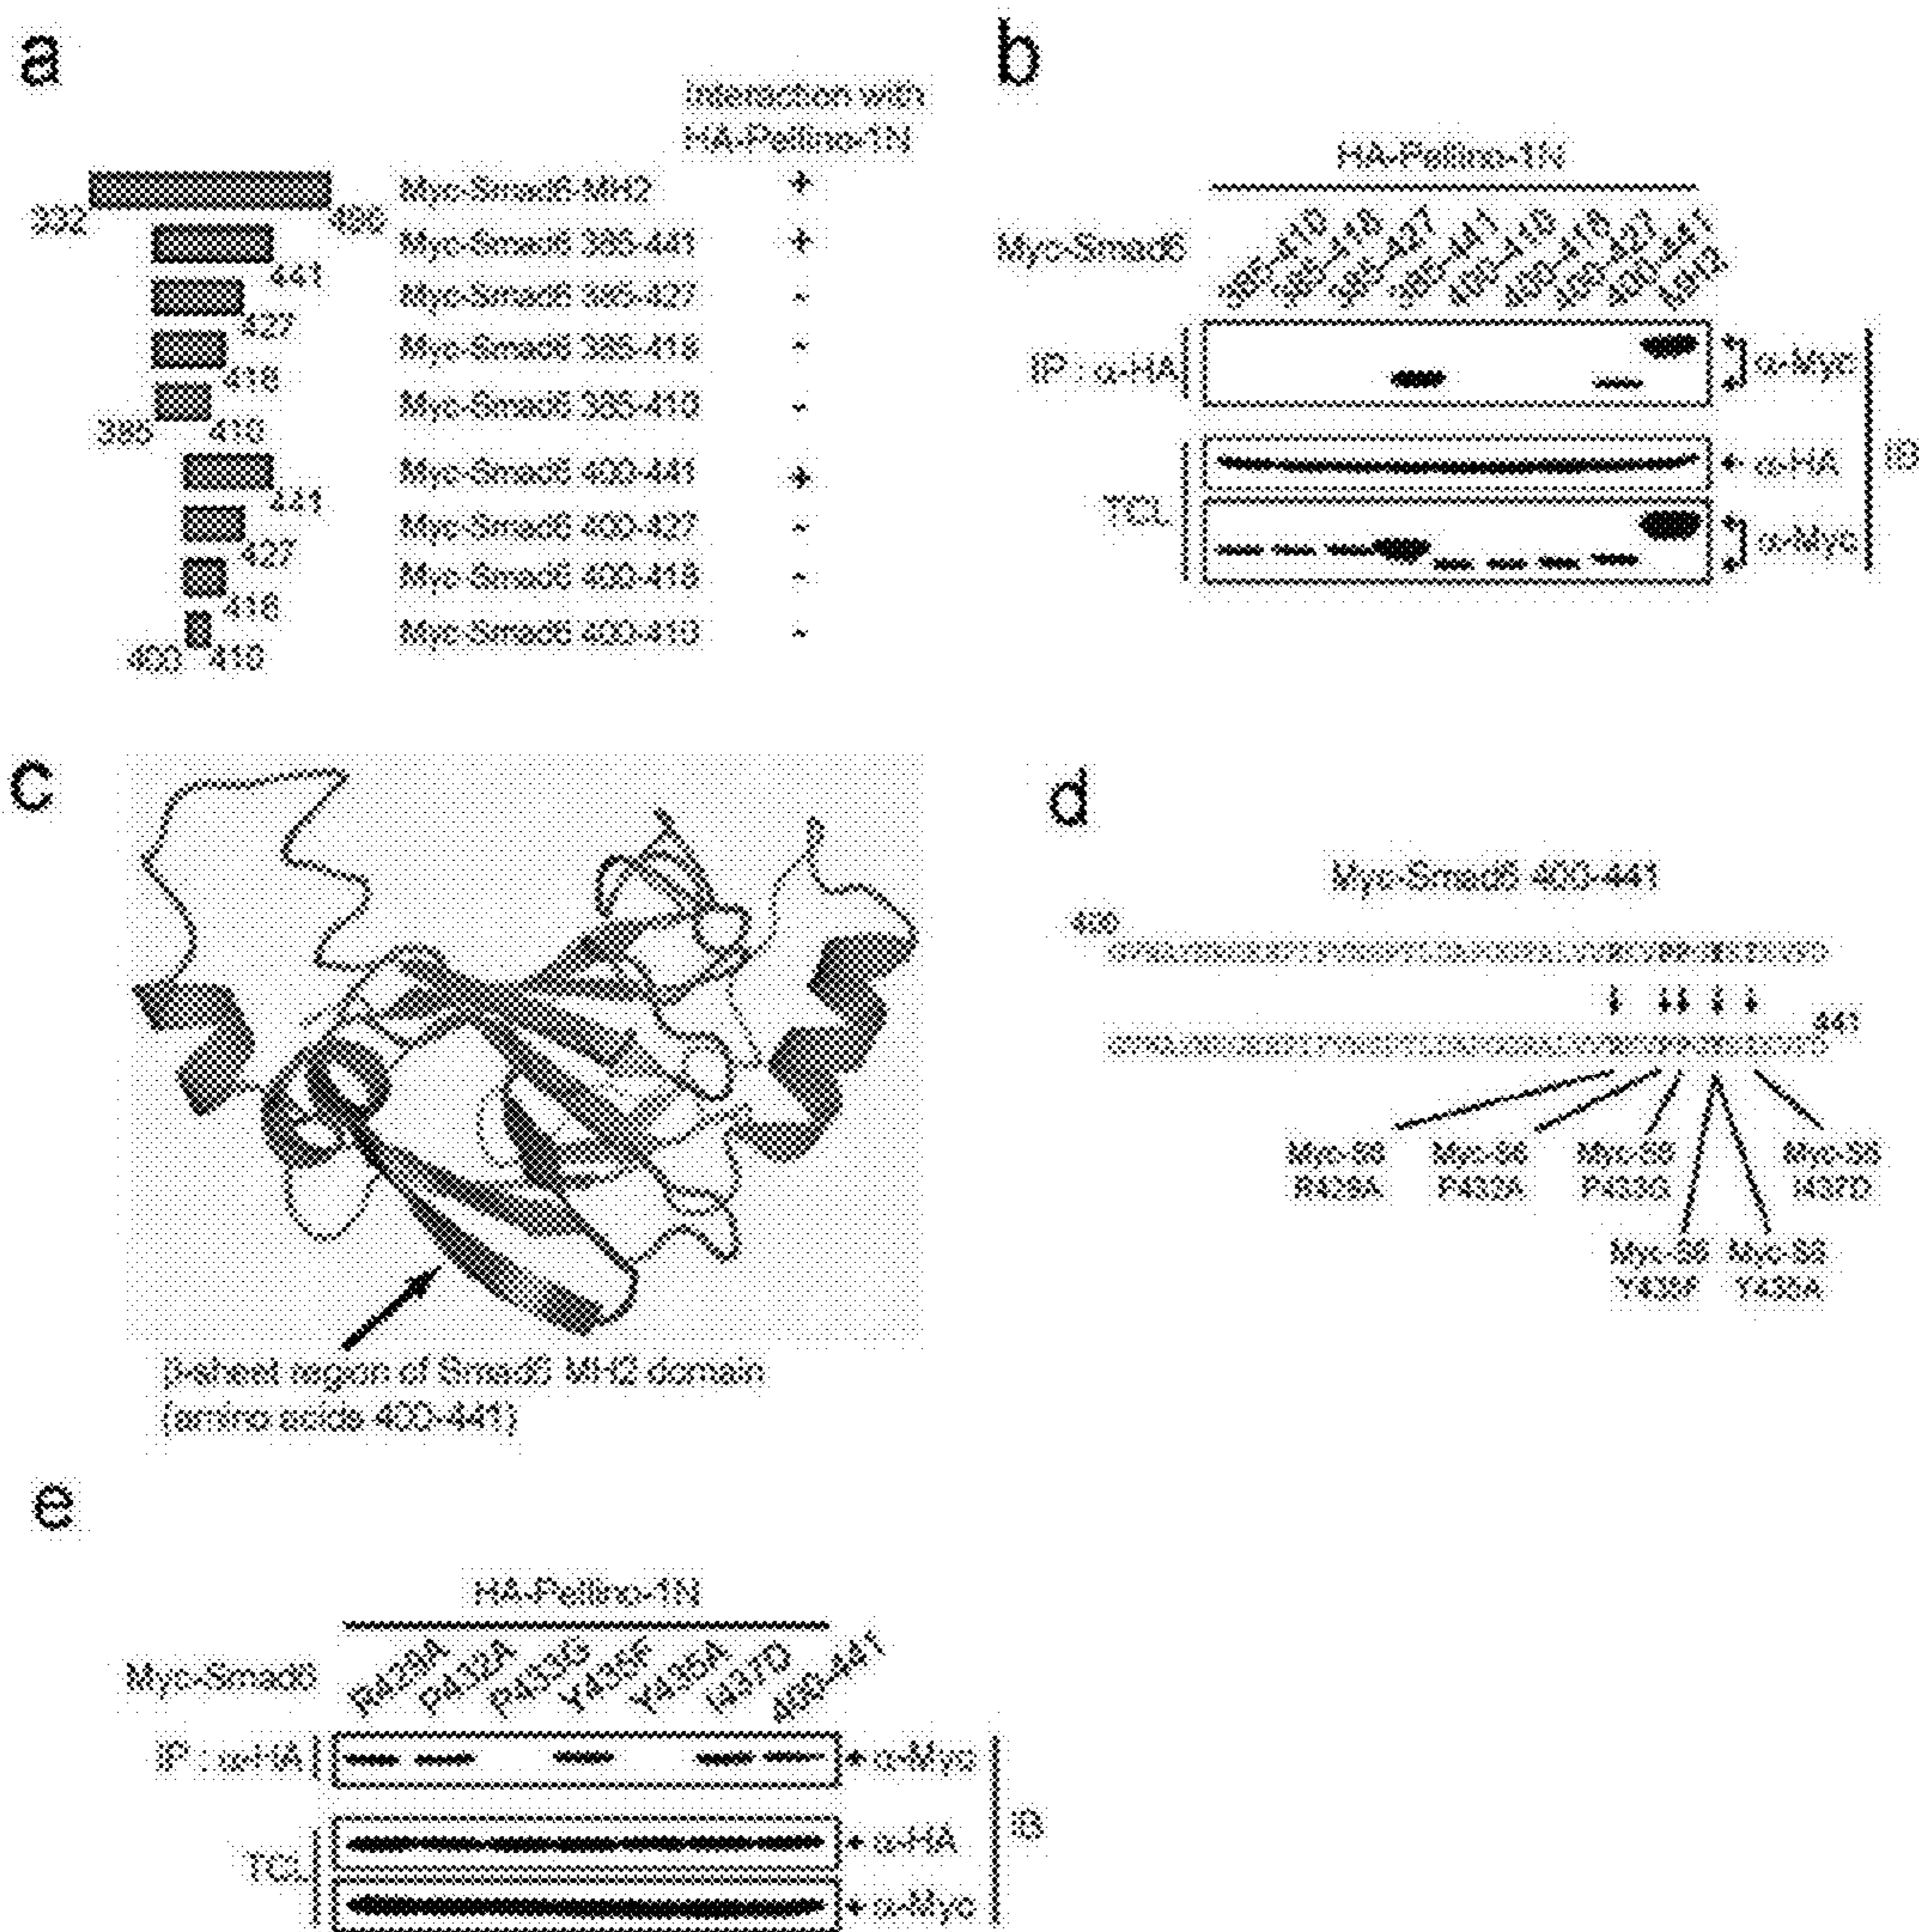 a
Interaction with
HA-Pellino-1N
Myc-Smad6-MH2 +
332 496
Myc-Smad6 385-441 +
441
Myc-Smad6 385-427 -
427
Myc-Smad6 385-418 -
418
Myc-Smad6 385-410 -
385 410
Myc-Smad6 400-441 +
441
Myc-Smad6 400-427 -
427
Myc-Smad6 400-418 -
418
Myc-Smad6 400-410 -
400 410
b
HA-Pellino-1N
Myc-Smad6
IP : α-HA
α-Myc
TCL
α-HA
α-Myc
IB
c
β-sheet region of Smad6 MH2 domain
(amino acids 400-441)
d
Myc-Smad6 400-441
400
441
Myc-S6 Myc-S6 Myc-S6 Myc-S6
R429A P432A P433G I437D
Myc-S6 Myc-S6
Y435F Y435A
e
HA-Pellino-1N
Myc-Smad6
R429A P432A P433G Y435F Y435A I437D 400-441
IP : α-HA
α-Myc
TCL
α-HA
α-Myc
IB